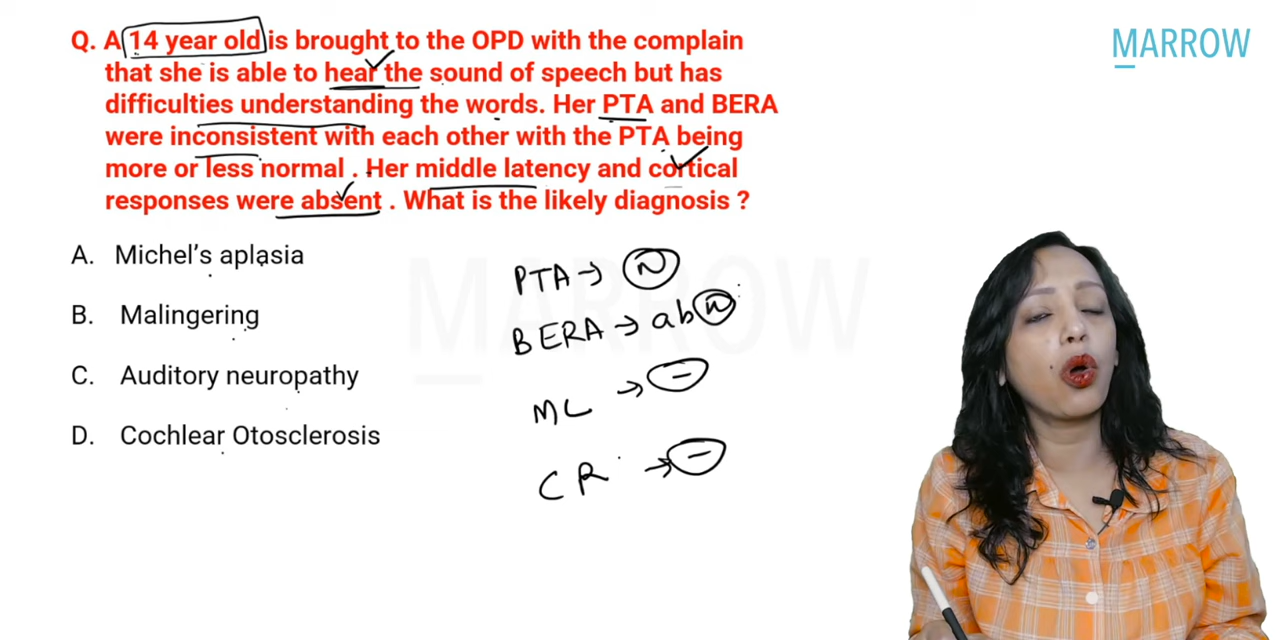 Q. A 14 year old is brought to the OPD with the complain
that she is able to hear the sound of speech but has
difficulties understanding the words. Her PTA and BERA
were inconsistent with each other with the PTA being
more or less normal . Her middle latency and cortical
responses were absent . What is the likely diagnosis ?
MARROW
A. Michel's aplasia
B. Malingering
C. Auditory neuropathy
D. Cochlear Otosclerosis
PTA → N
BERA → abN
ML → −
CR → −
MARROW